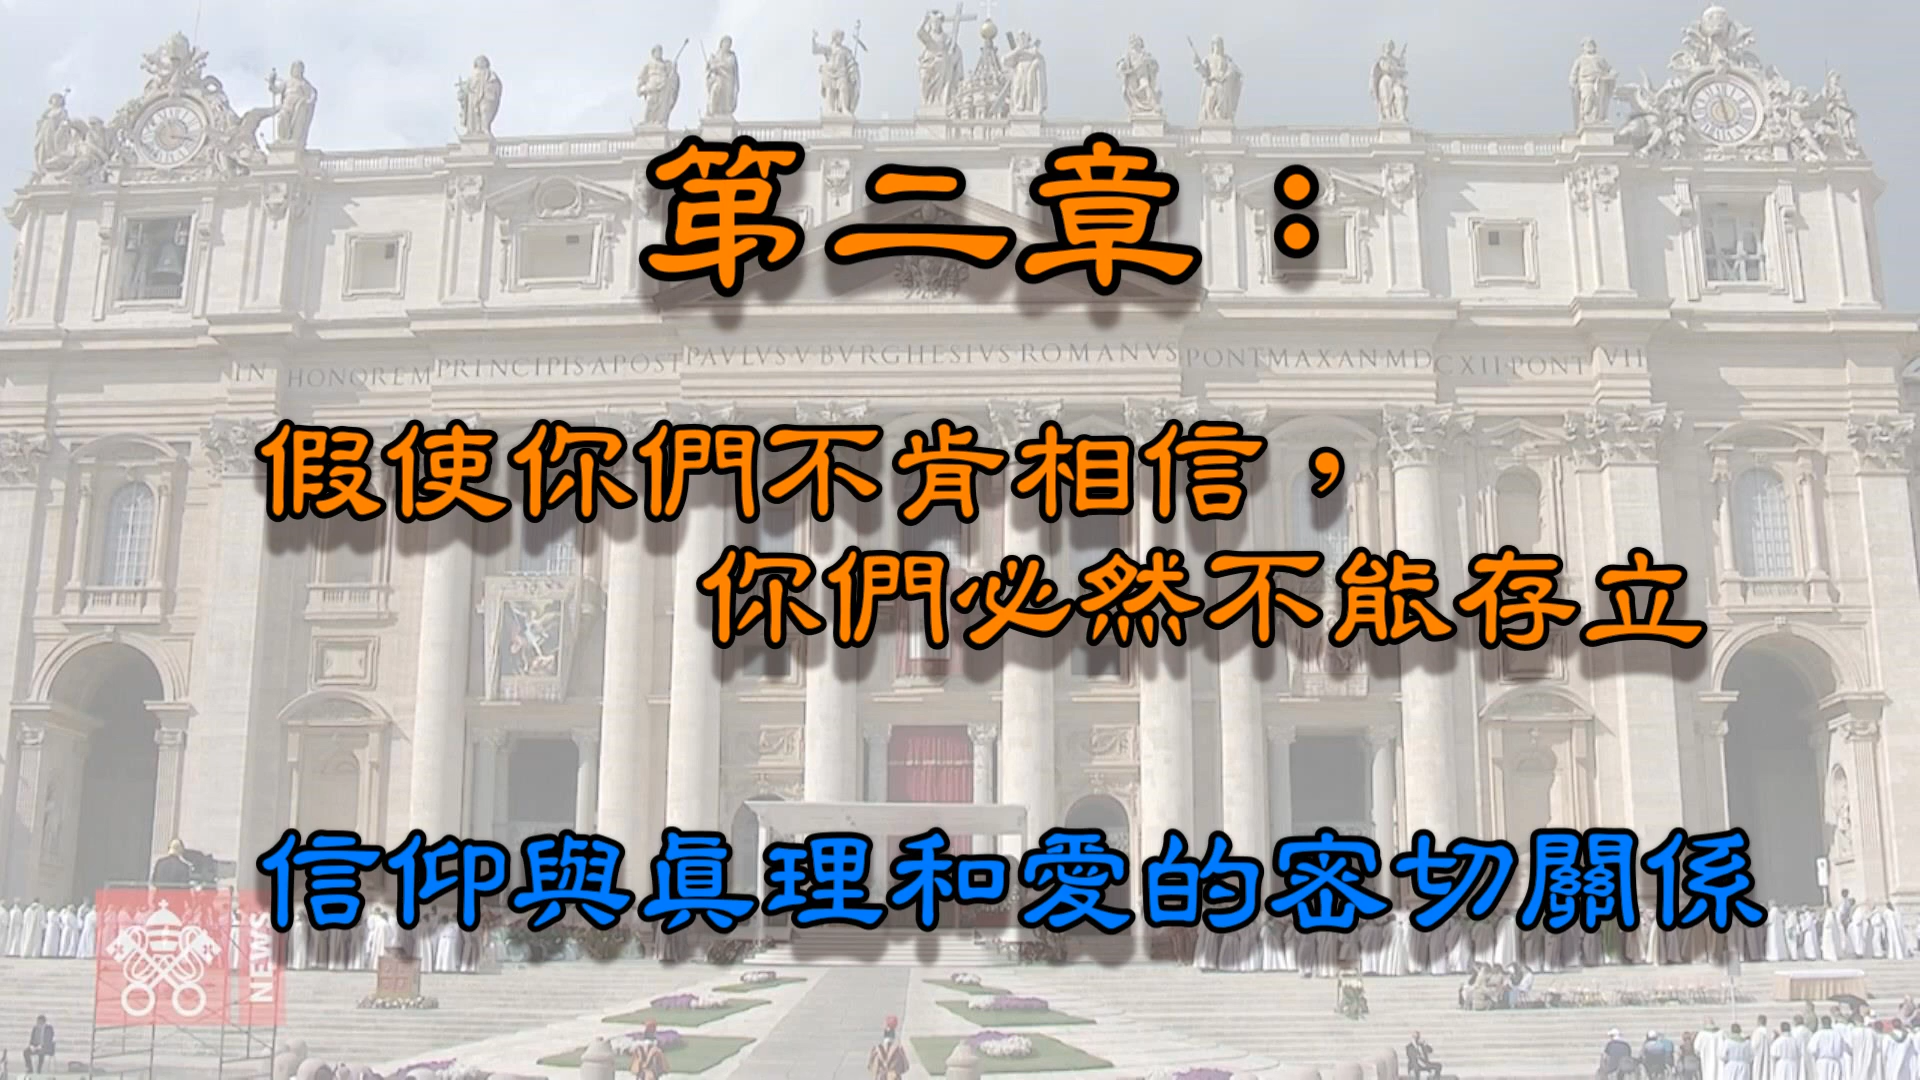 第二章：
IN HONOREM PRINCIPIS APOST PAVLVS V BVRGHESIVS ROMANVS PONT MAX AN MDCXII PONT VII
假使你們不肯相信，
你們必然不能存立
信仰與真理和愛的密切關係
NEWS